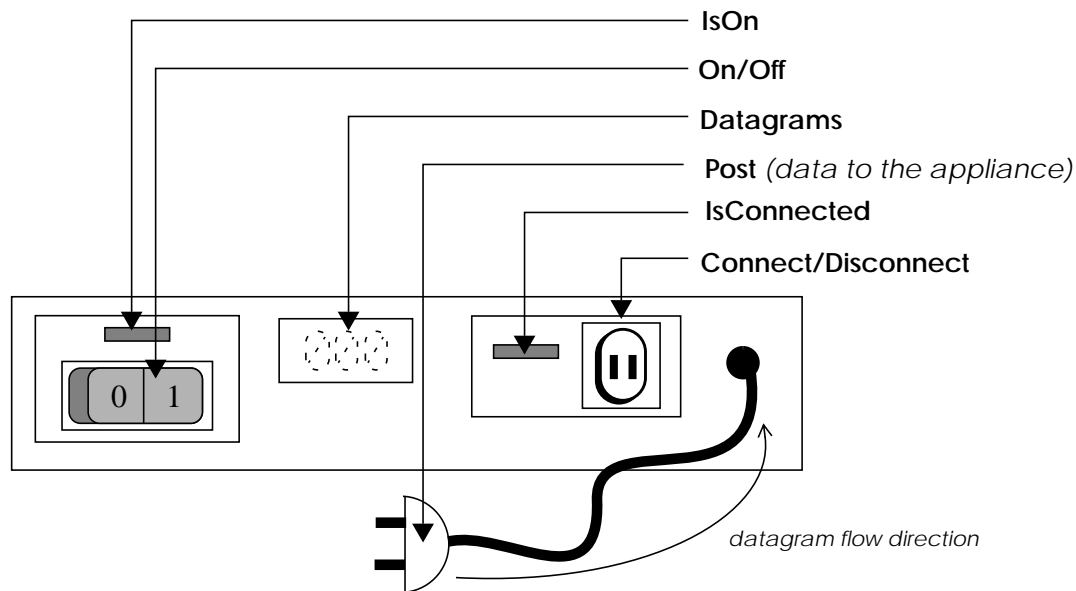 IsOn
On/Off
Datagrams
Post (data to the appliance)
IsConnected
Connect/Disconnect
0 1
datagram flow direction